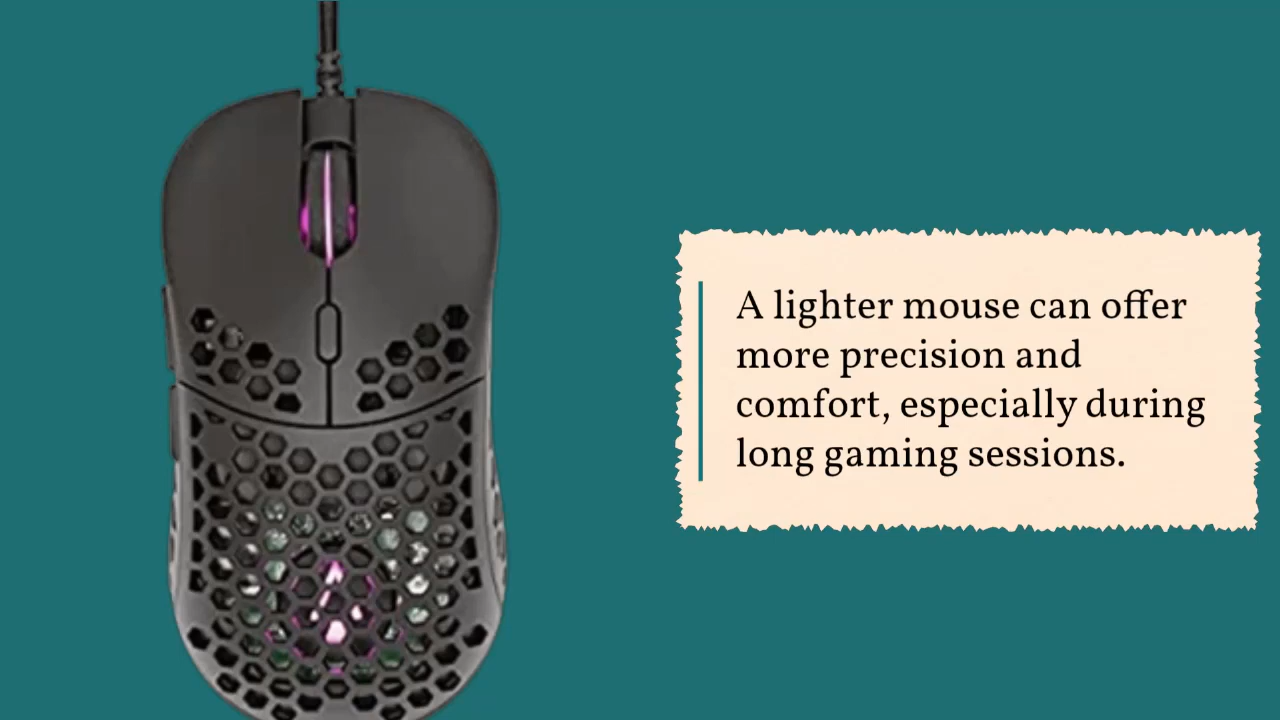 A lighter mouse can offer
more precision and
comfort, especially during
long gaming sessions.